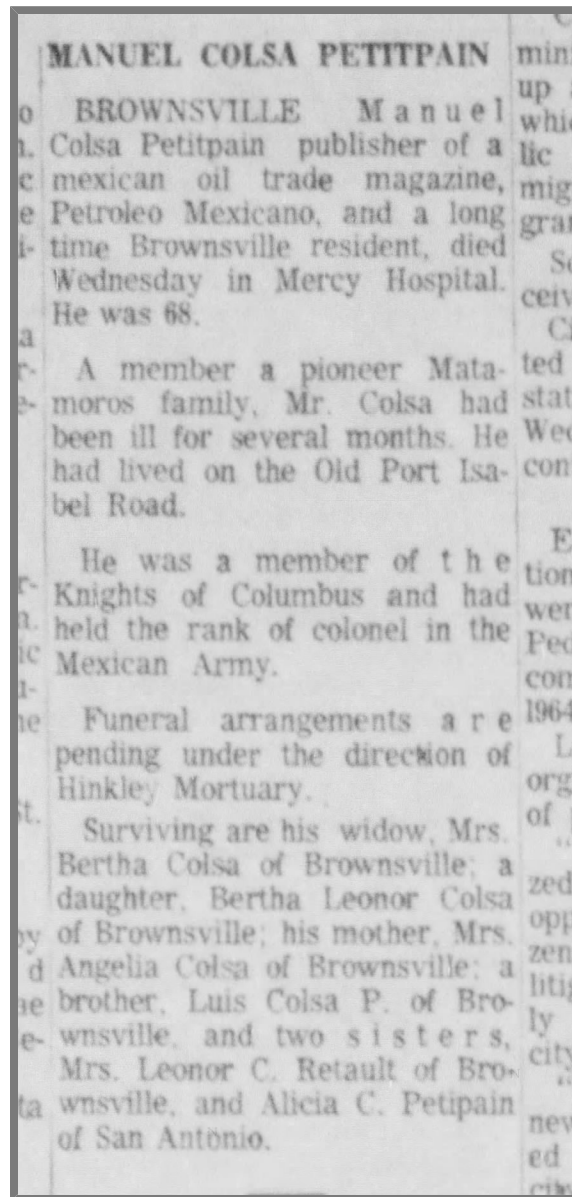 MANUEL COLSA PETITPAIN
BROWNSVILLE Manuel
Colsa Petitpain publisher of a
mexican oil trade magazine,
Petroleo Mexicano, and a long
time Brownsville resident, died
Wednesday in Mercy Hospital.
He was 68.
A member a pioneer Mata-
moros family, Mr. Colsa had
been ill for several months. He
had lived on the Old Port Isa-
bel Road.
He was a member of the
Knights of Columbus and had
held the rank of colonel in the
Mexican Army.
Funeral arrangements are
pending under the direction of
Hinkley Mortuary.
Surviving are his widow, Mrs.
Bertha Colsa of Brownsville; a
daughter, Bertha Leonor Colsa
of Brownsville; his mother, Mrs.
Angelia Colsa of Brownsville; a
brother, Luis Colsa P. of Bro-
wnsville, and two sisters,
Mrs. Leonor C. Retault of Bro-
wnsville, and Alicia C. Petipain
of San Antonio.